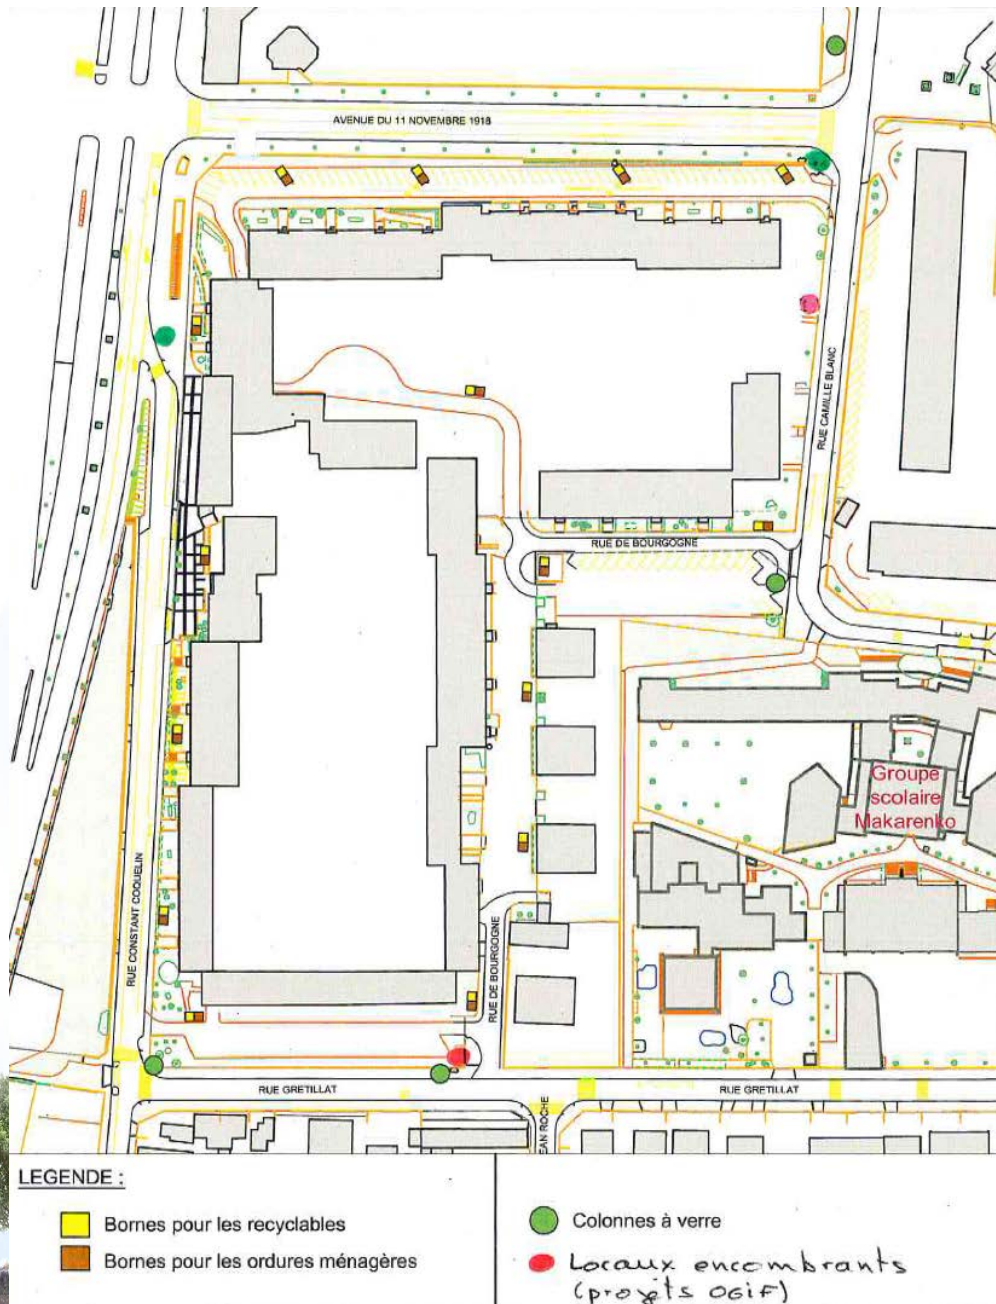 AVENUE DU 11 NOVEMBRE 1918
RUE CAMILLE BLANC
RUE DE BOURGOGNE
Groupe
scolaire
Makarenko
RUE CONSTANT COQUELIN
RUE DE BOURGOGNE
RUE GRETILLAT
RUE GRETILLAT
EAN ROCHE
LEGENDE :
Bornes pour les recyclables
Bornes pour les ordures ménagères
Colonnes à verre
Locaux encombrants
(projets OGIF)